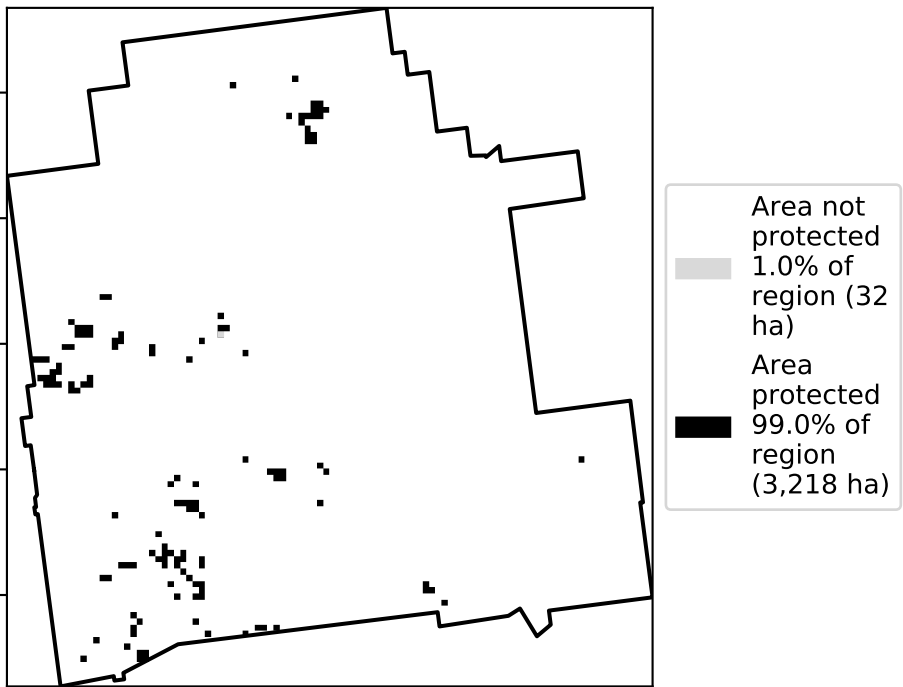 Area not
protected
1.0% of
region (32
ha)
Area
protected
99.0% of
region
(3,218 ha)